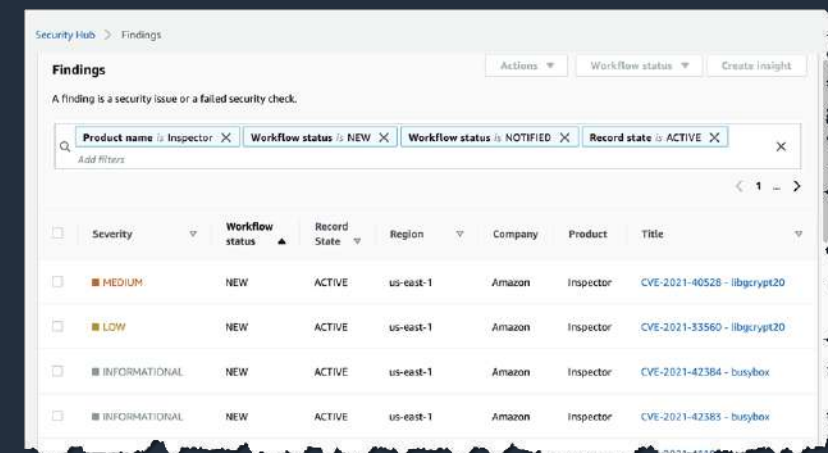 Security Hub > Findings
Findings
Actions ▼ Workflow status ▼ Create insight
A finding is a security issue or a failed security check.
Product name is Inspector X Workflow status is NEW X Workflow status is NOTIFIED X Record state is ACTIVE X
Add filters
< 1 ... >
Severity Workflow status Record State Region Company Product Title
MEDIUM NEW ACTIVE us-east-1 Amazon Inspector CVE-2021-40528 - libgcrypt20
LOW NEW ACTIVE us-east-1 Amazon Inspector CVE-2021-33560 - libgcrypt20
INFORMATIONAL NEW ACTIVE us-east-1 Amazon Inspector CVE-2021-42384 - busybox
INFORMATIONAL NEW ACTIVE us-east-1 Amazon Inspector CVE-2021-42383 - busybox